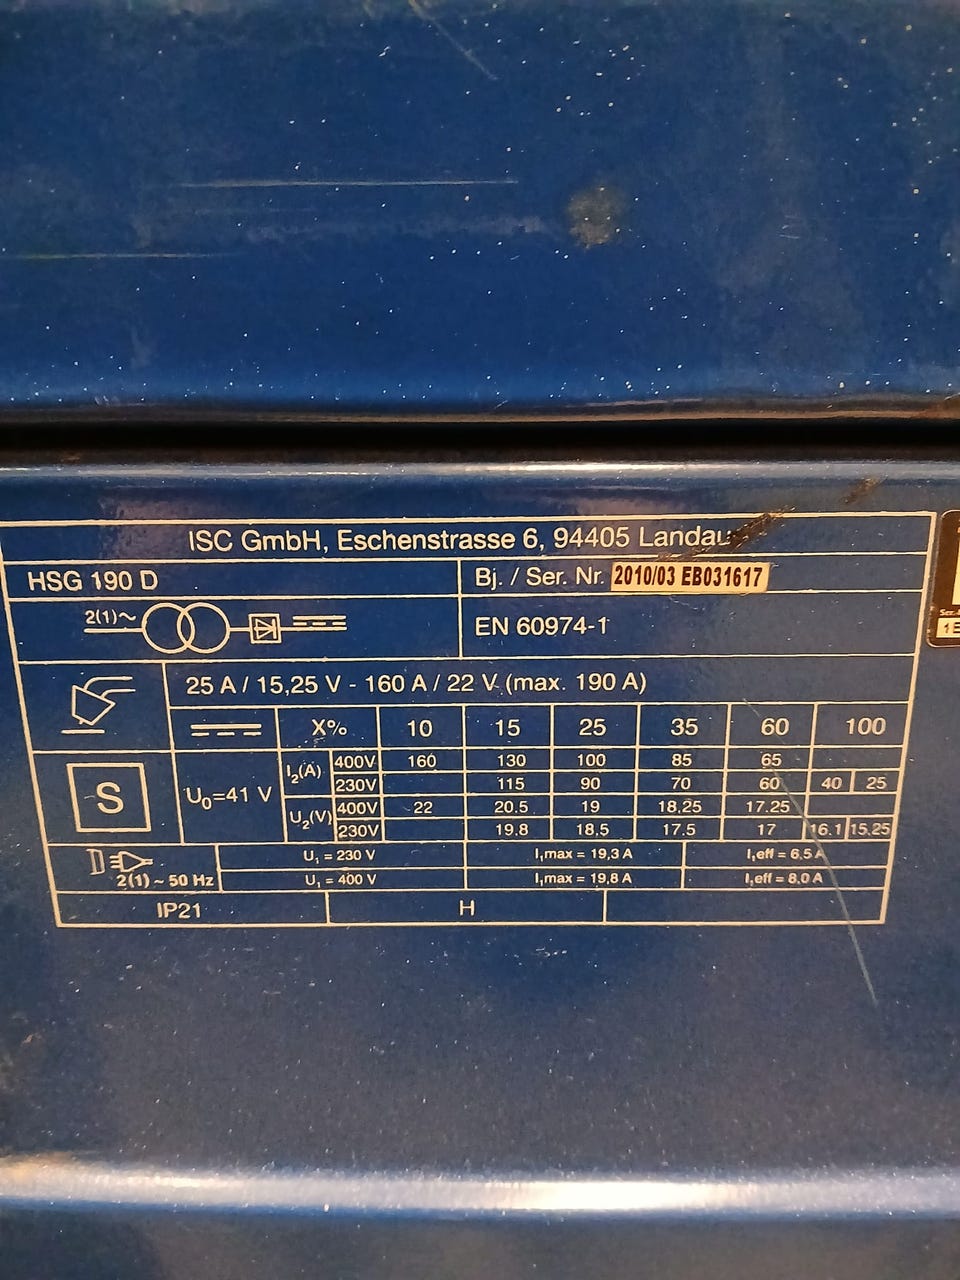 ISC GmbH, Eschenstrasse 6, 94405 Landau
HSG 190 D
Bj. / Ser. Nr. 2010/03 EB031617
2(1)~
EN 60974-1
25 A / 15,25 V - 160 A / 22 V (max. 190 A)
X% 10 15 25 35 60 100
S
U0=41 V
I2(A) 400V 160 130 100 85 65
230V 115 90 70 60 40 25
U2(V) 400V 22 20.5 19 18,25 17.25
230V 19.8 18,5 17.5 17 16.1 15,25
2(1) ~ 50 Hz
U1 = 230 V I1max = 19,3 A I1eff = 6,5 A
U1 = 400 V I1max = 19,8 A I1eff = 8,0 A
IP21 H